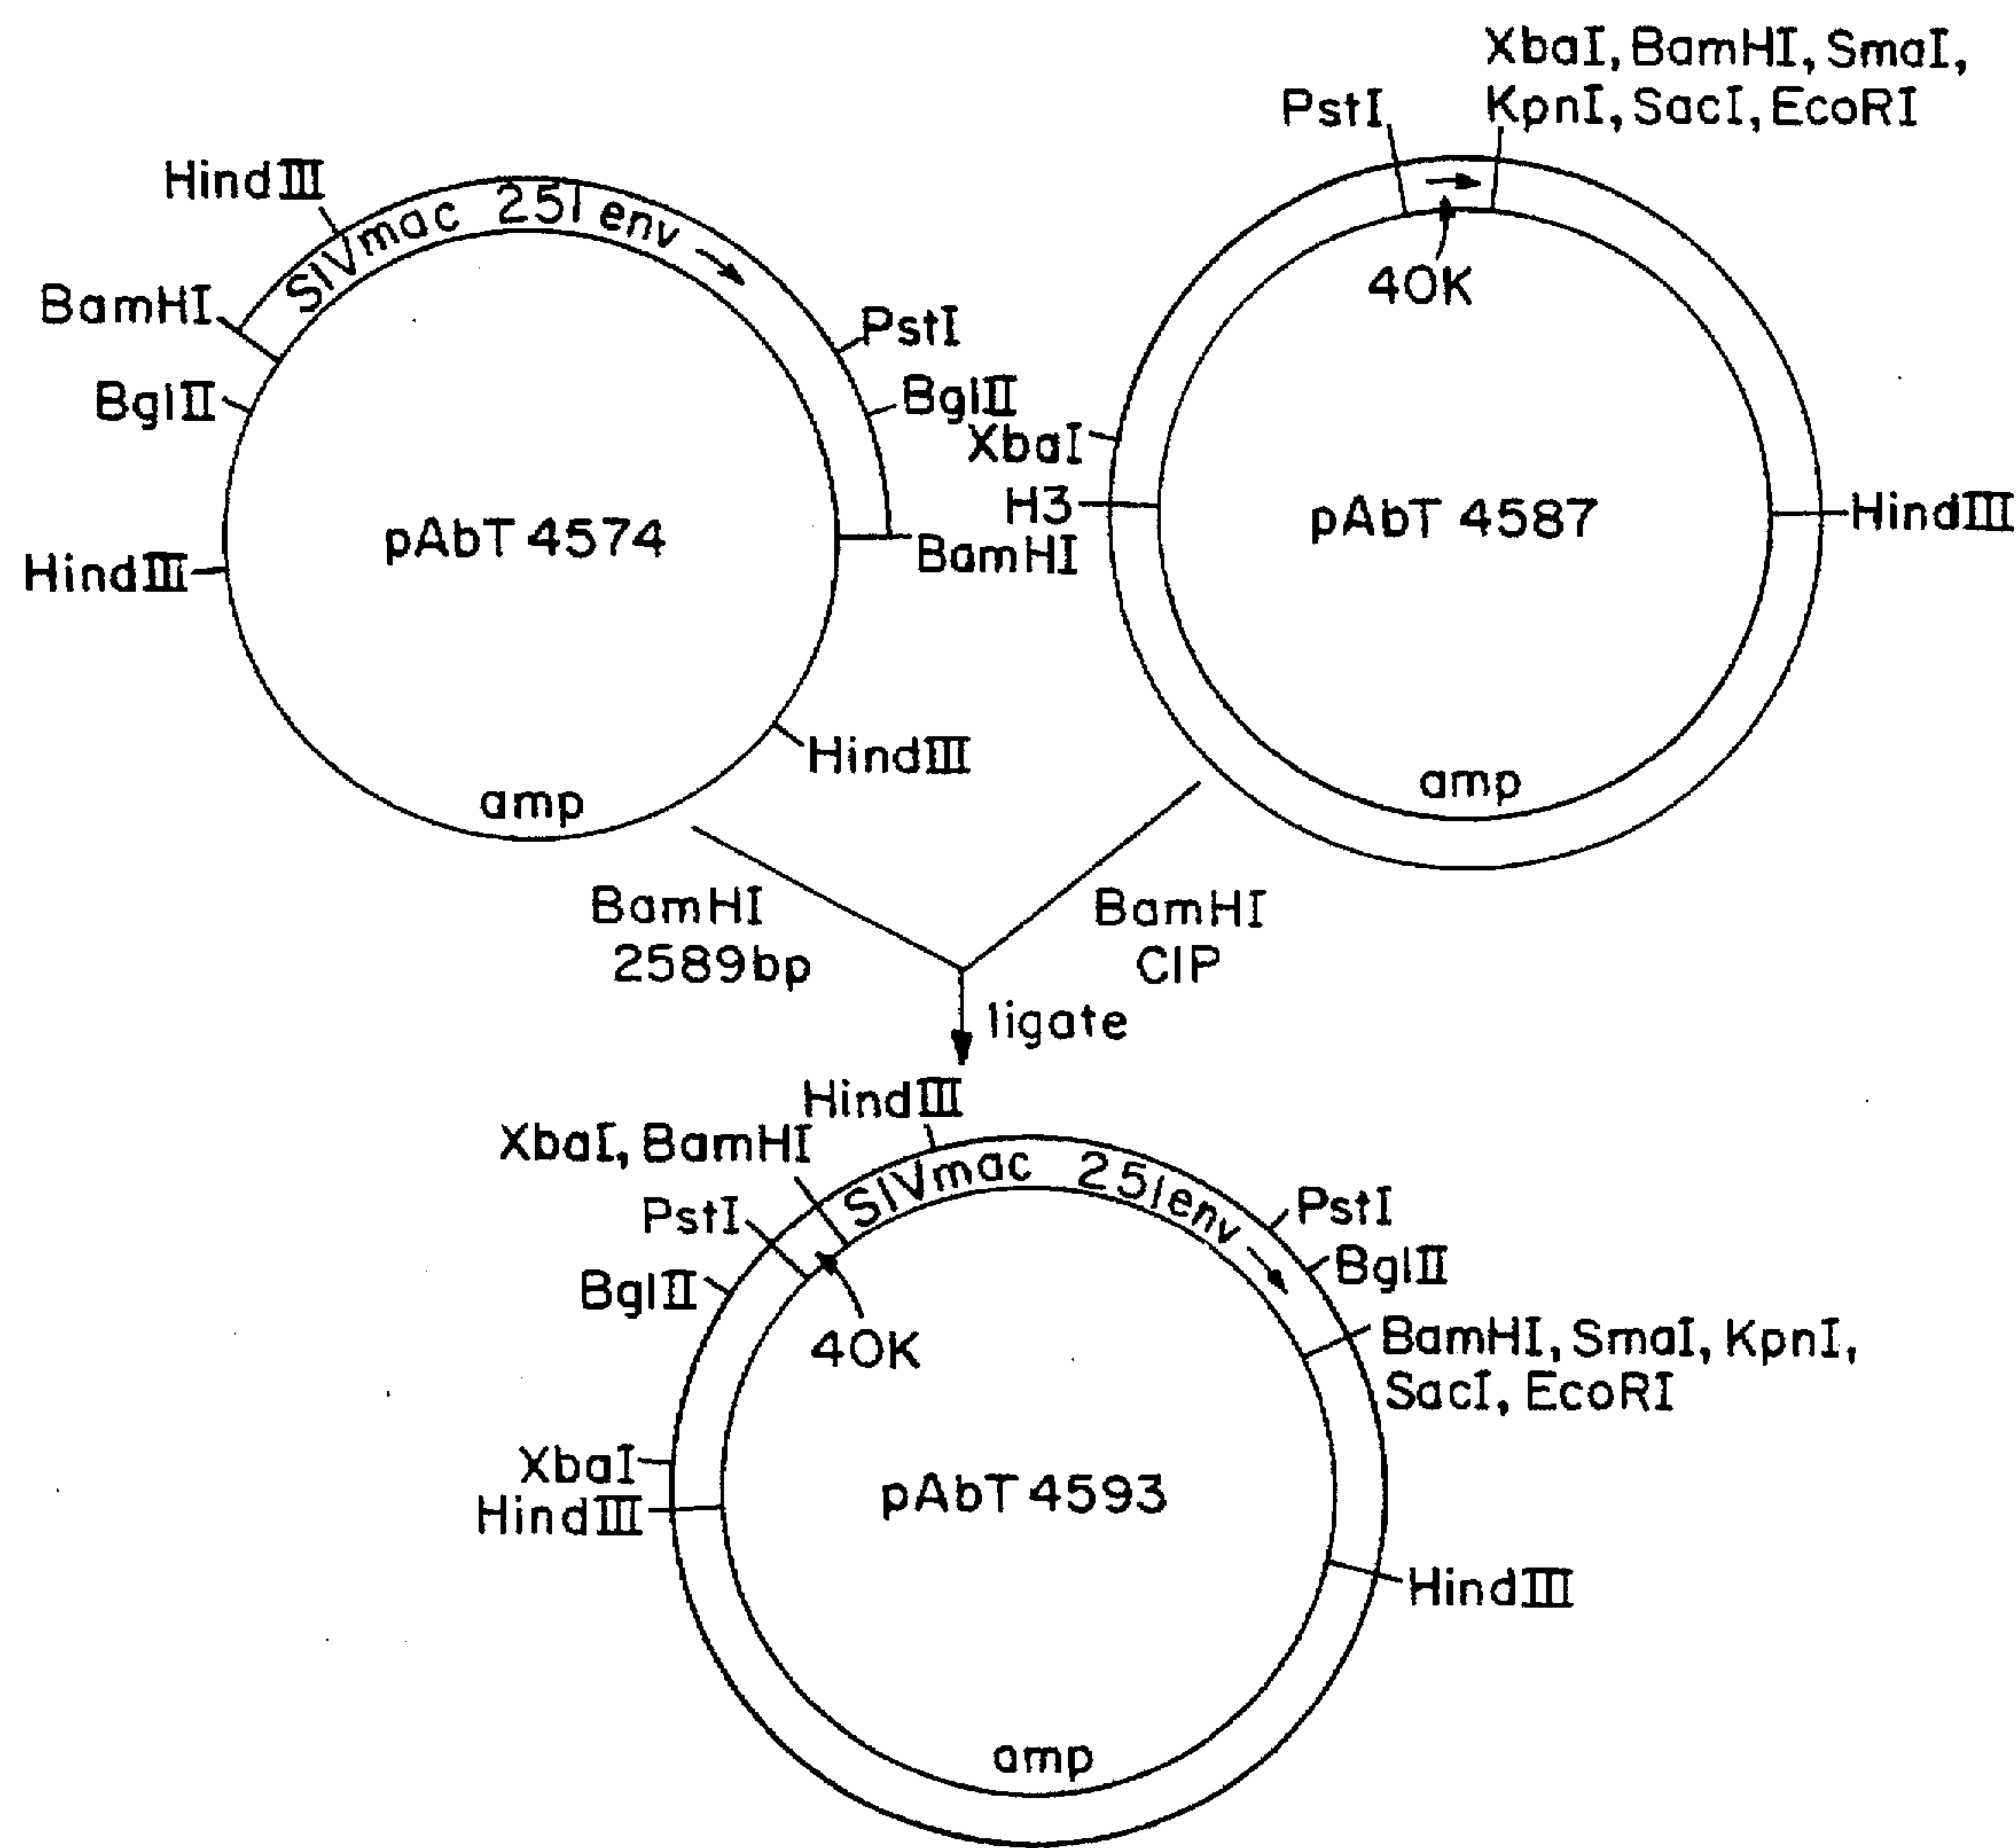 HindIII
SIVmac 251 env
BamHI
BglII
HindIII
pAbT 4574
PstI
BglII
BamHI
HindIII
amp
PstI
XbaI, BamHI, SmaI,
KpnI, SacI, EcoRI
40K
XbaI
H3
pAbT 4587
HindIII
amp
BamHI
2589bp
BamHI
CIP
ligate
HindIII
XbaI, BamHI
SIVmac 251env
PstI
BglII
40K
PstI
BglII
BamHI, SmaI, KpnI,
SacI, EcoRI
XbaI
HindIII
pAbT 4593
HindIII
amp